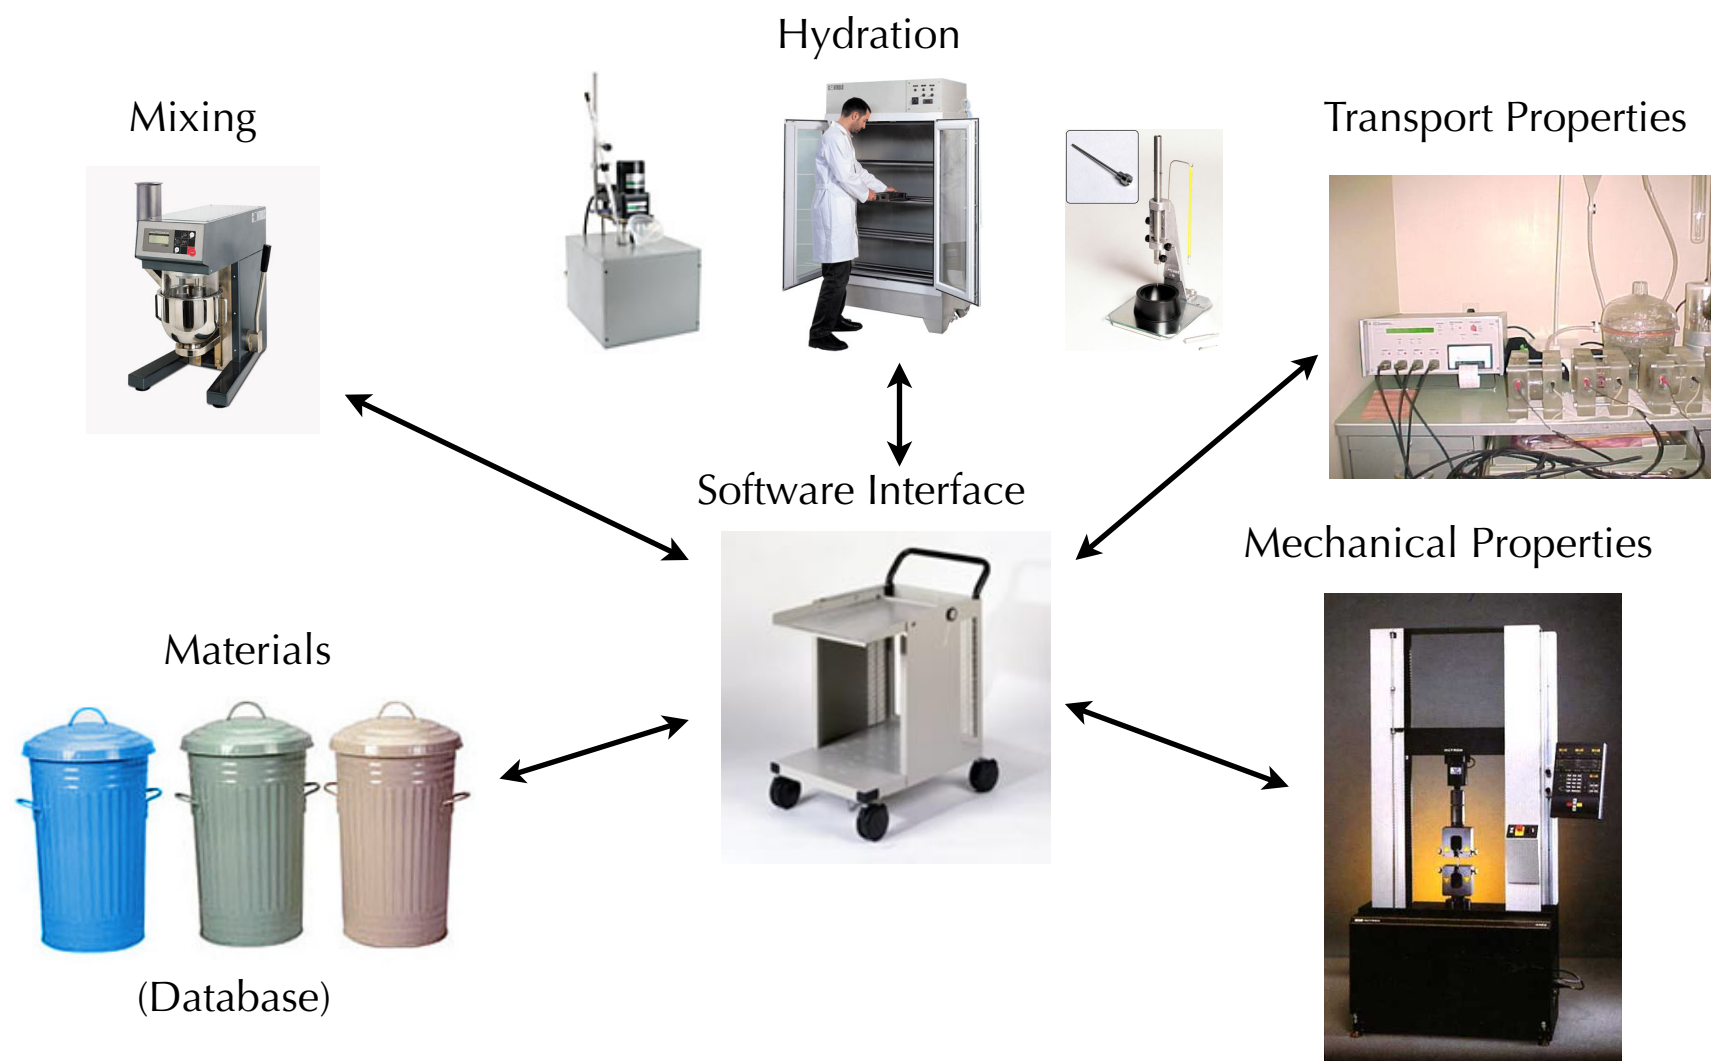 Hydration
Mixing
Transport Properties
Software Interface
Mechanical Properties
Materials
(Database)